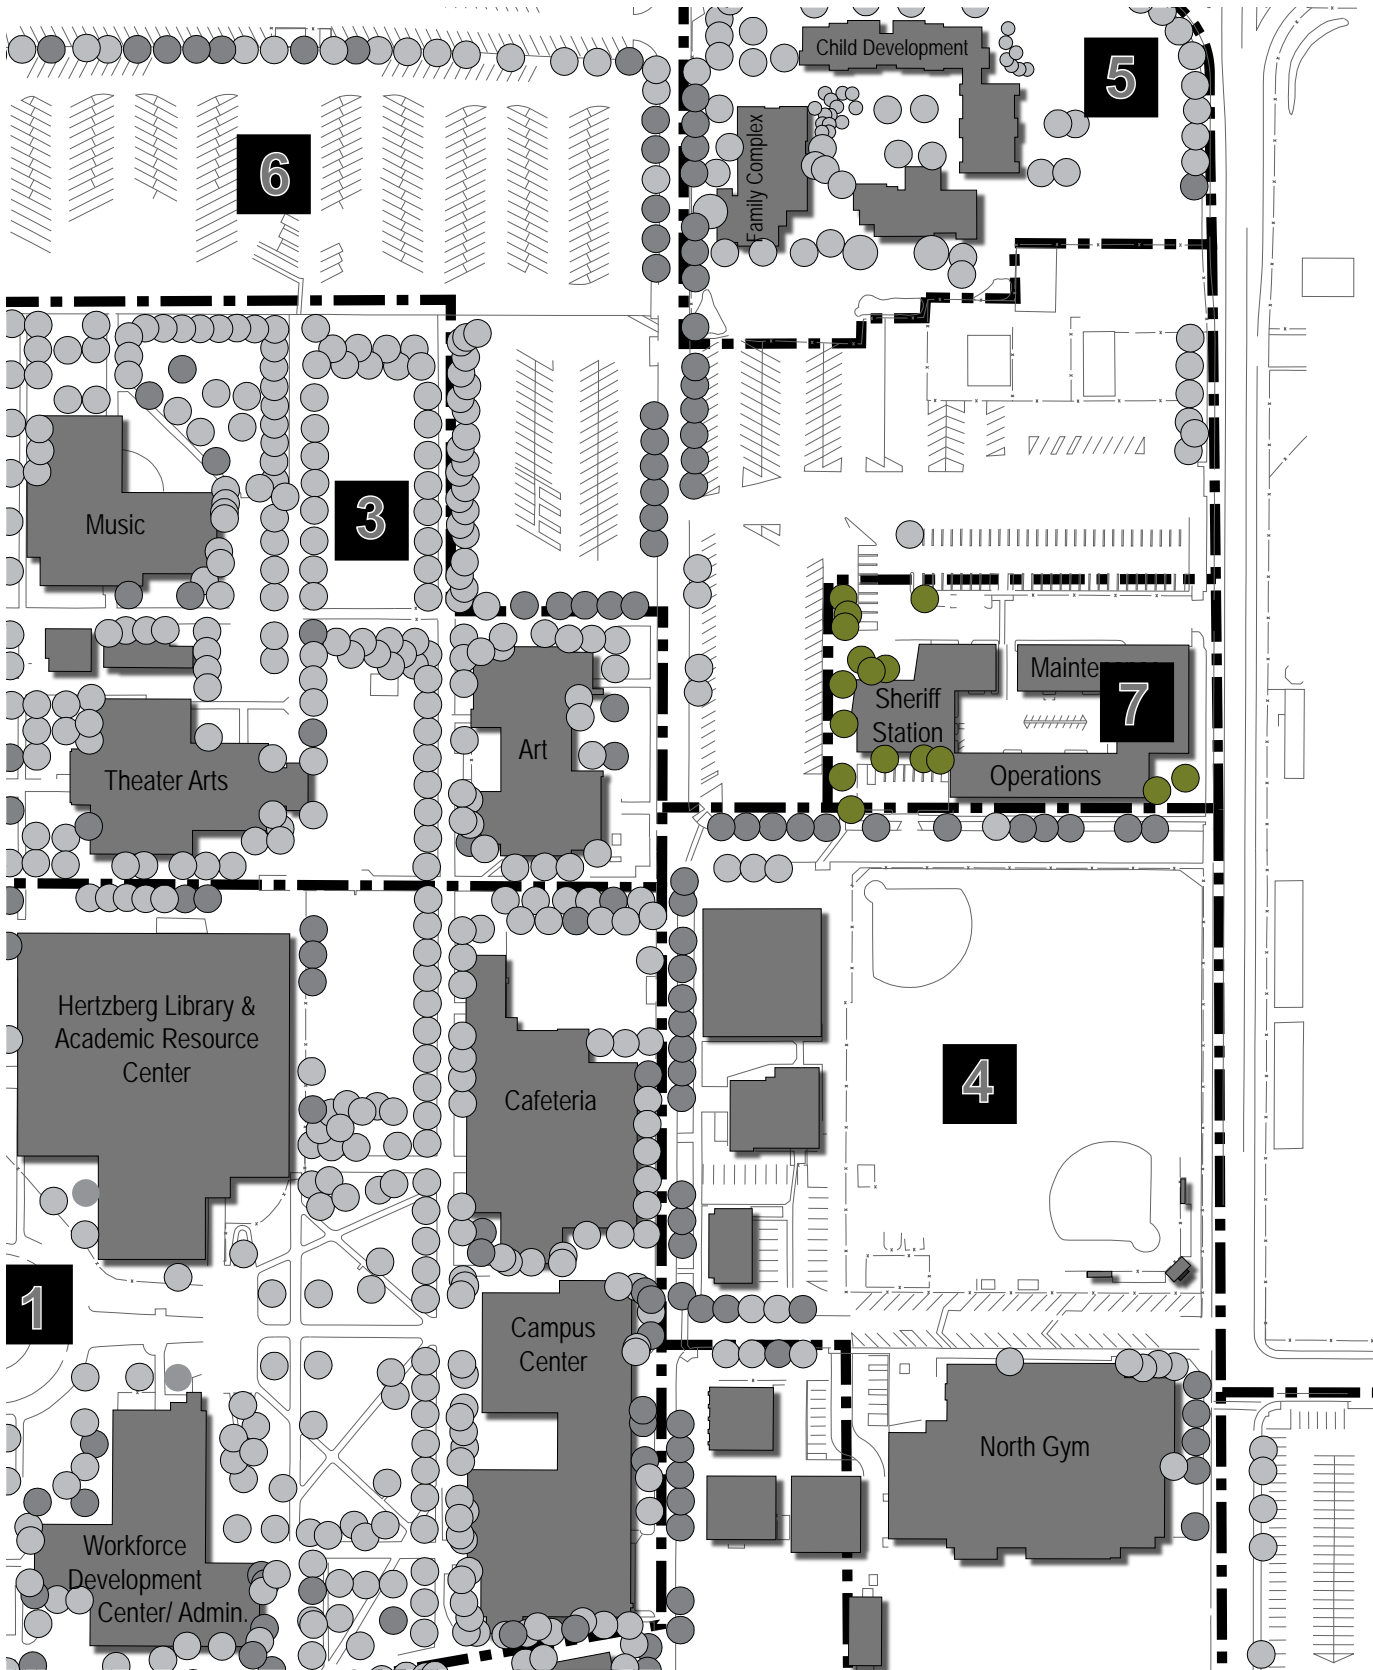 Child Development
5
Family Complex
6
3
Music
Mainte
7
Sheriff
Station
Art
Theater Arts
Operations
Hertzberg Library &
Academic Resource
Center
Cafeteria
4
1
Campus
Center
North Gym
Workforce
Development
Center/ Admin.